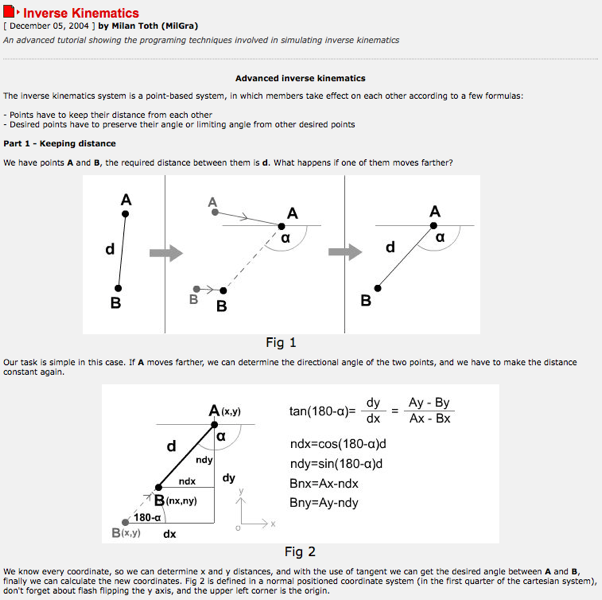 Inverse Kinematics
[ December 05, 2004 ] by Milan Toth (MilGra)
An advanced tutorial showing the programing techniques involved in simulating inverse kinematics
Advanced inverse kinematics
The inverse kinematics system is a point-based system, in which members take effect on each other according to a few formulas:
- Points have to keep their distance from each other
- Desired points have to preserve their angle or limiting angle from other desired points
Part 1 - Keeping distance
We have points A and B, the required distance between them is d. What happens if one of them moves farther?
A
d
B
A
A
α
B
B
A
α
d
B
Fig 1
Our task is simple in this case. If A moves farther, we can determine the directional angle of the two points, and we have to make the distance
constant again.
A(x,y)
α
d
ndy
ndx
dy
B(nx,ny)
180-α
B(x,y)
dx
y
o
x
tan(180-α)= dy/dx = Ay - By/Ax - Bx
ndx=cos(180-α)d
ndy=sin(180-α)d
Bnx=Ax-ndx
Bny=Ay-ndy
Fig 2
We know every coordinate, so we can determine x and y distances, and with the use of tangent we can get the desired angle between A and B,
finally we can calculate the new coordinates. Fig 2 is defined in a normal positioned coordinate system (in the first quarter of the cartesian system),
don't forget about flash flipping the y axis, and the upper left corner is the origin.